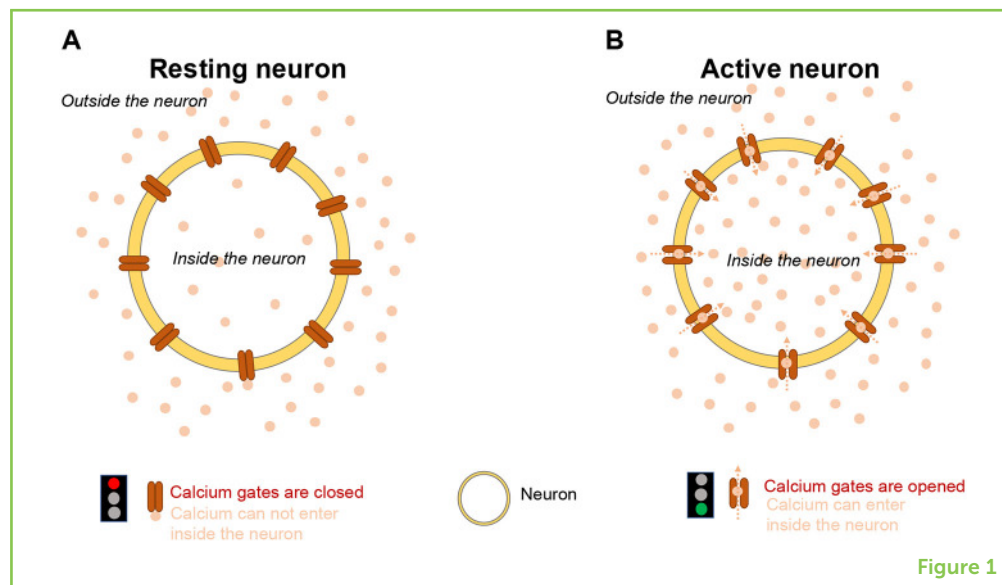 A
Resting neuron
Outside the neuron
Inside the neuron
B
Active neuron
Outside the neuron
Inside the neuron
Calcium gates are closed
Calcium can not enter
inside the neuron
Neuron
Calcium gates are opened
Calcium can enter
inside the neuron
Figure 1